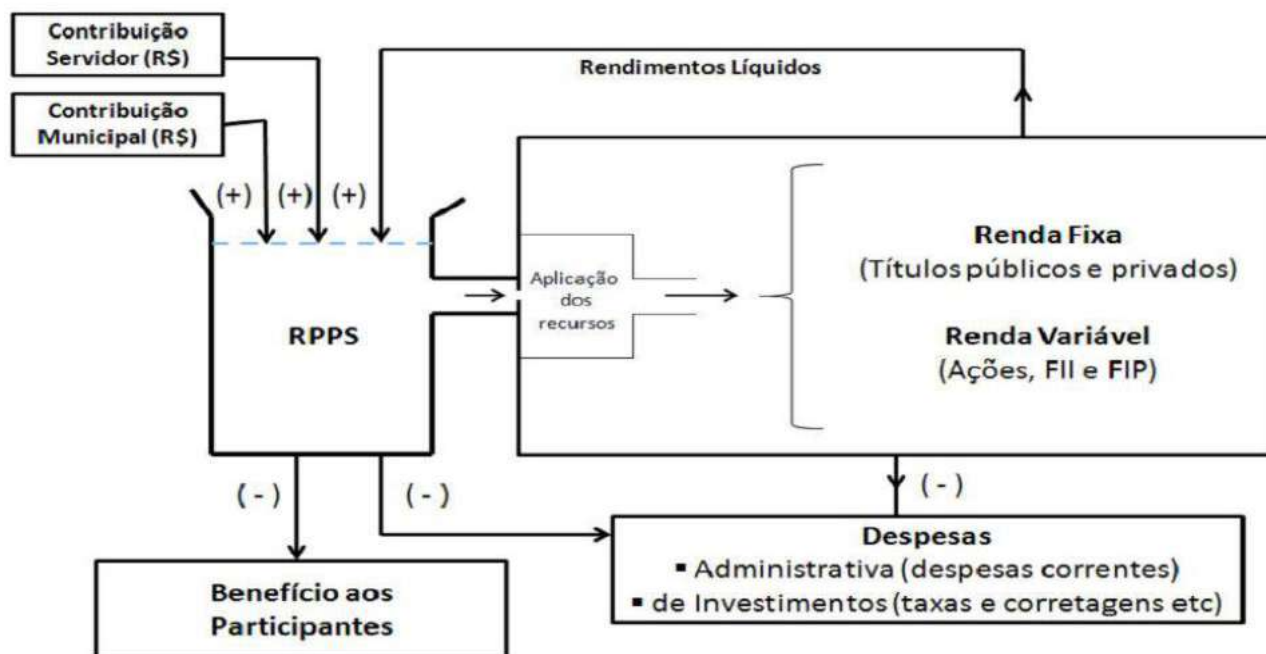 Contribuição
Servidor (R$)
Contribuição
Municipal (R$)
Rendimentos Líquidos
(+) (+) (+)
Aplicação
dos
recursos
RPPS
Renda Fixa
(Títulos públicos e privados)
Renda Variável
(Ações, FII e FIP)
(-)
(-)
(-)
Benefício aos
Participantes
Despesas
▪ Administrativa (despesas correntes)
▪ de Investimentos (taxas e corretagens etc)